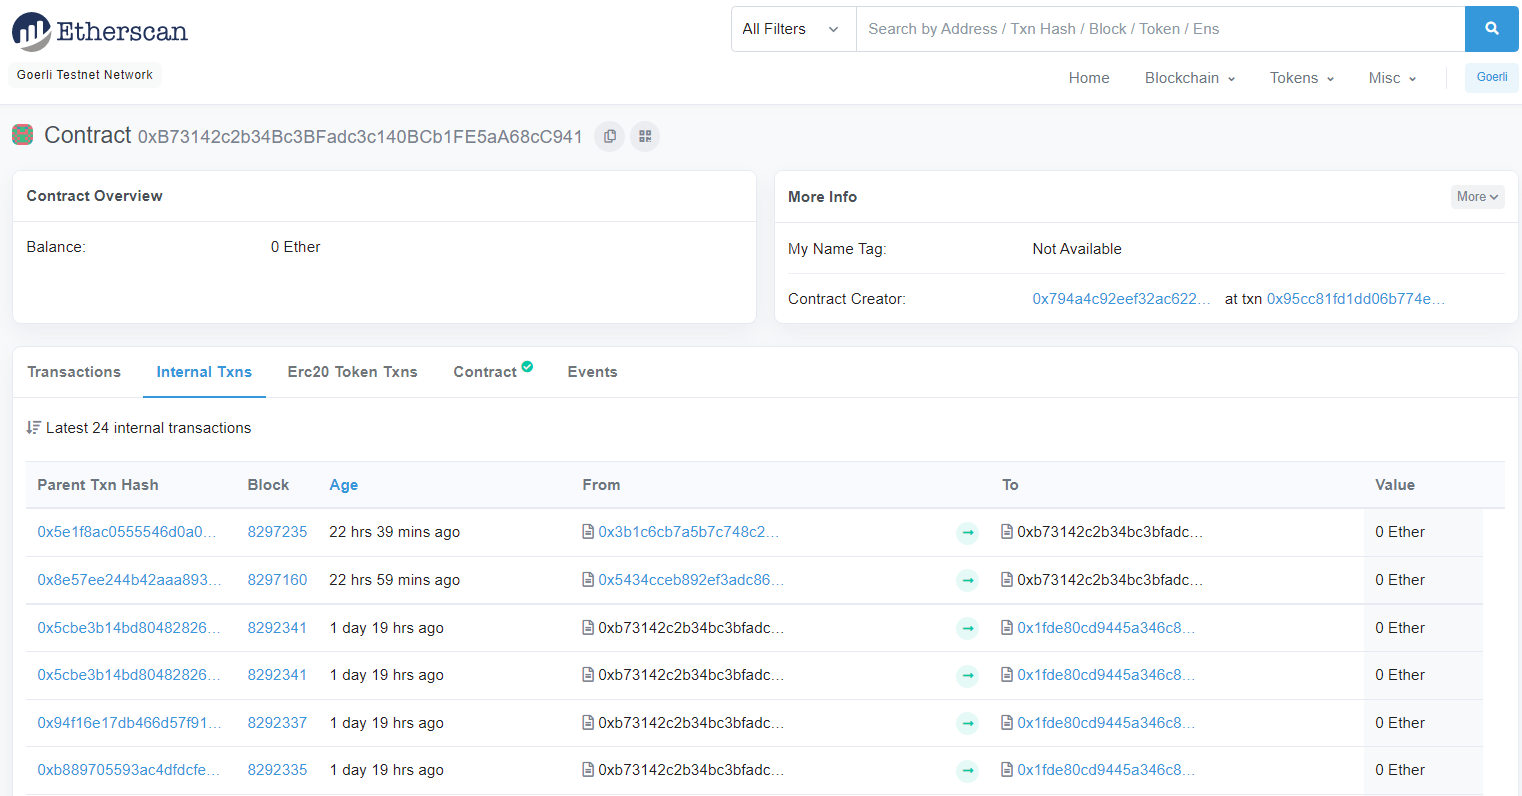 Etherscan
All Filters Search by Address / Txn Hash / Block / Token / Ens
Goerli Testnet Network
Home Blockchain Tokens Misc Goerli
Contract 0xB73142c2b34Bc3BFadc3c140BCb1FE5aA68cC941
Contract Overview
Balance: 0 Ether
More Info More
My Name Tag: Not Available
Contract Creator: 0x794a4c92eef32ac622... at txn 0x95cc81fd1dd06b774e...
Transactions Internal Txns Erc20 Token Txns Contract Events
Latest 24 internal transactions
Parent Txn Hash Block Age From To Value
0x5e1f8ac0555546d0a0... 8297235 22 hrs 39 mins ago 0x3b1c6cb7a5b7c748c2... 0xb73142c2b34bc3bfadc... 0 Ether
0x8e57ee244b42aaa893... 8297160 22 hrs 59 mins ago 0x5434cceb892ef3adc86... 0xb73142c2b34bc3bfadc... 0 Ether
0x5cbe3b14bd80482826... 8292341 1 day 19 hrs ago 0xb73142c2b34bc3bfadc... 0x1fde80cd9445a346c8... 0 Ether
0x5cbe3b14bd80482826... 8292341 1 day 19 hrs ago 0xb73142c2b34bc3bfadc... 0x1fde80cd9445a346c8... 0 Ether
0x94f16e17db466d57f91... 8292337 1 day 19 hrs ago 0xb73142c2b34bc3bfadc... 0x1fde80cd9445a346c8... 0 Ether
0xb889705593ac4dfdcfe... 8292335 1 day 19 hrs ago 0xb73142c2b34bc3bfadc... 0x1fde80cd9445a346c8... 0 Ether